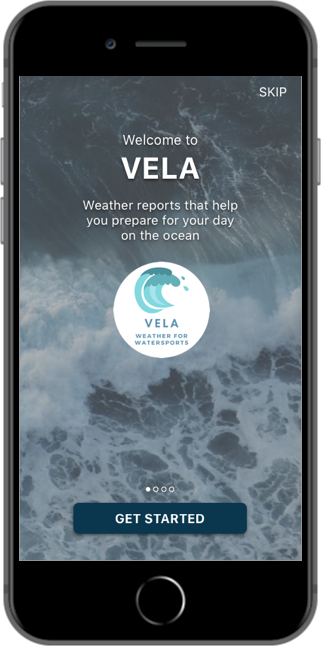 SKIP
Welcome to
VELA
Weather reports that help
you prepare for your day
on the ocean
VELA
WEATHER FOR
WATERSPORTS
GET STARTED